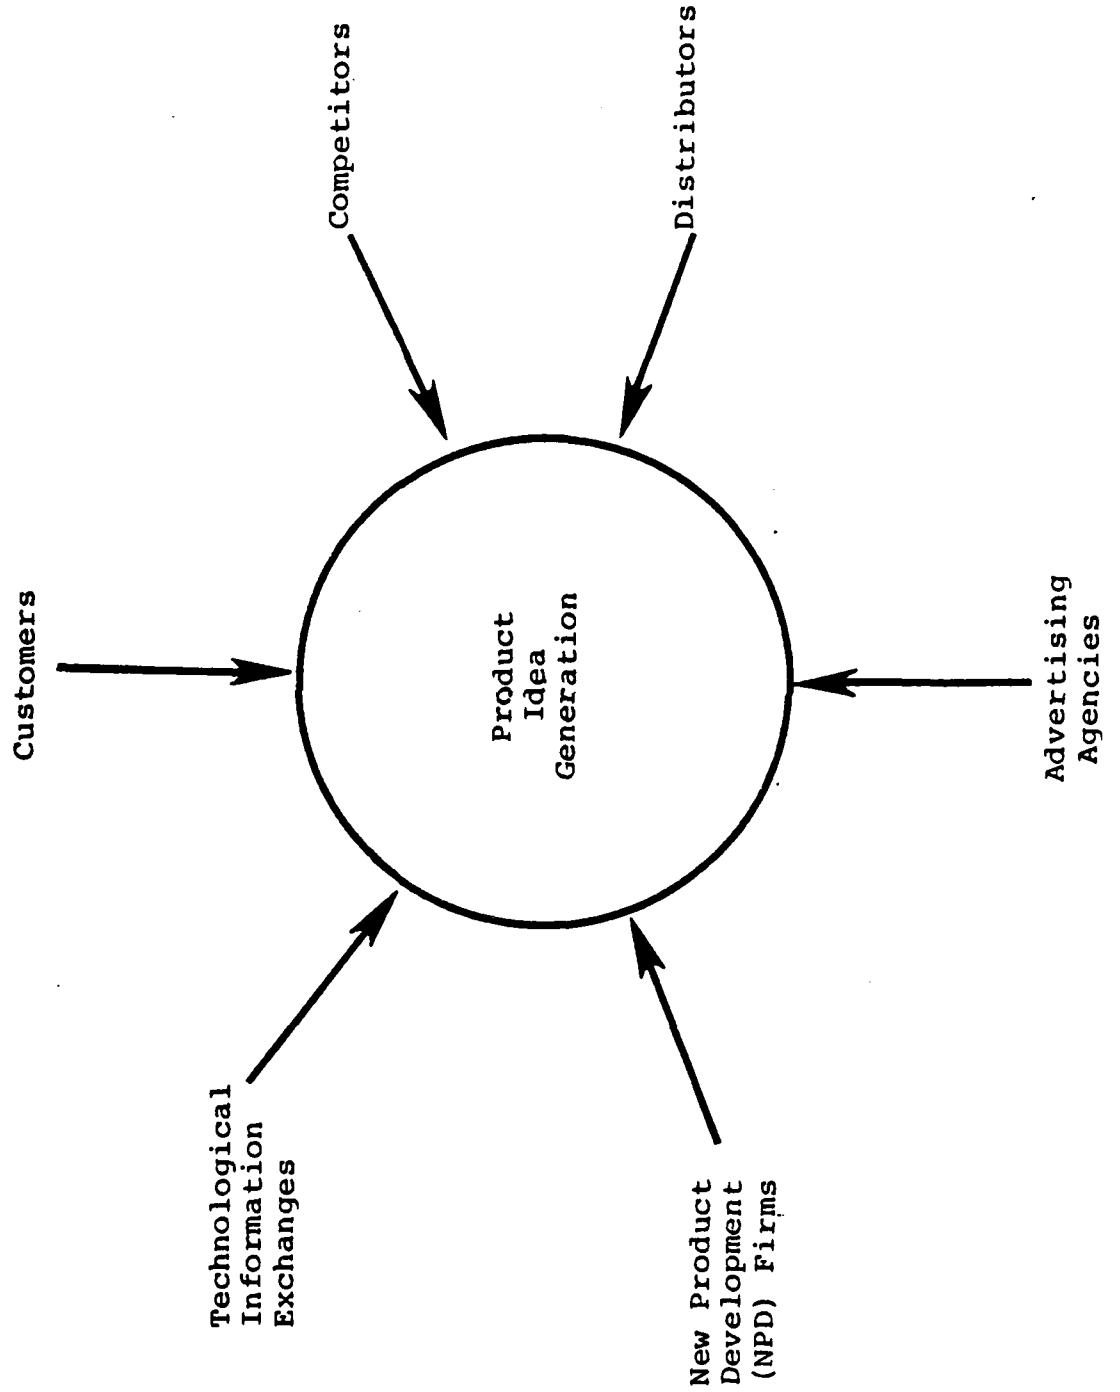 Customers
Technological
Information
Exchanges
Competitors
Product
Idea
Generation
New Product
Development
(NPD) Firms
Distributors
Advertising
Agencies